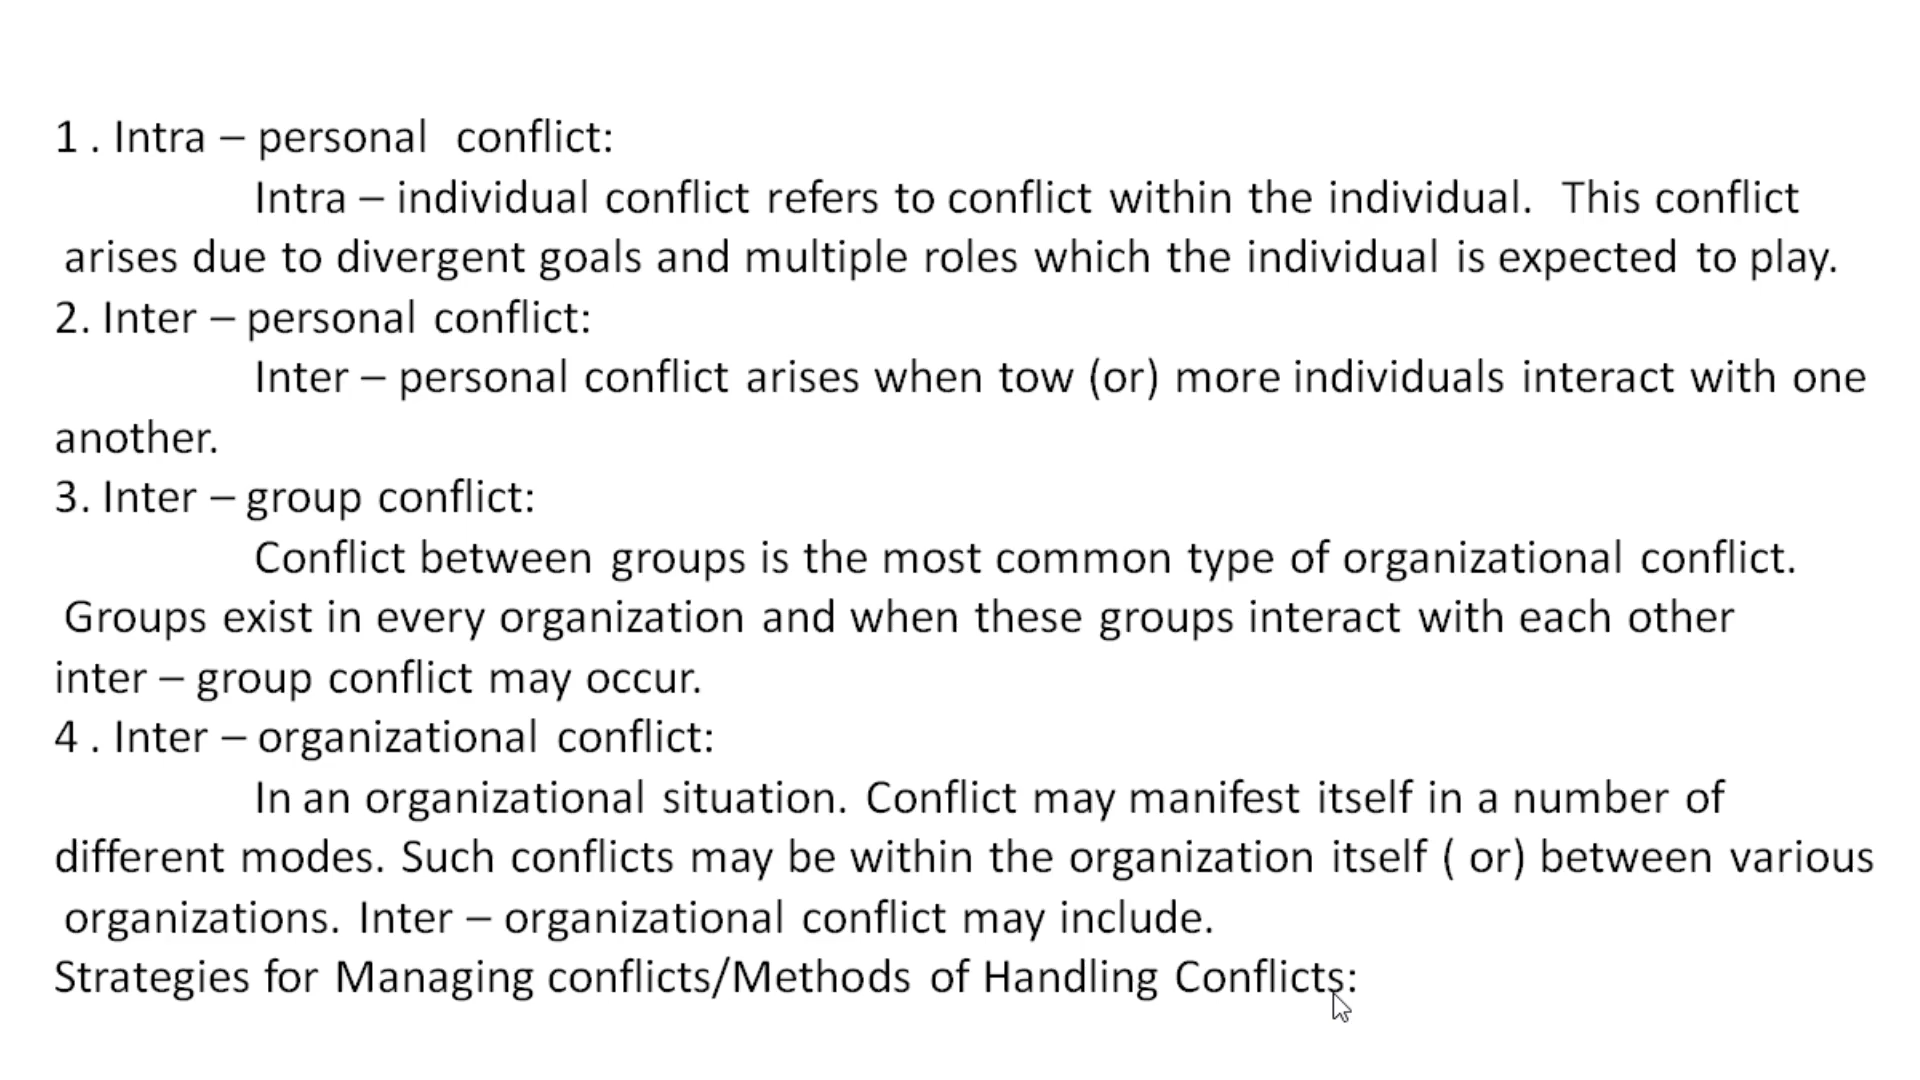 1 . Intra – personal conflict:
Intra – individual conflict refers to conflict within the individual. This conflict
arises due to divergent goals and multiple roles which the individual is expected to play.
2. Inter – personal conflict:
Inter – personal conflict arises when tow (or) more individuals interact with one
another.
3. Inter – group conflict:
Conflict between groups is the most common type of organizational conflict.
Groups exist in every organization and when these groups interact with each other
inter – group conflict may occur.
4 . Inter – organizational conflict:
In an organizational situation. Conflict may manifest itself in a number of
different modes. Such conflicts may be within the organization itself ( or) between various
organizations. Inter – organizational conflict may include.
Strategies for Managing conflicts/Methods of Handling Conflicts: